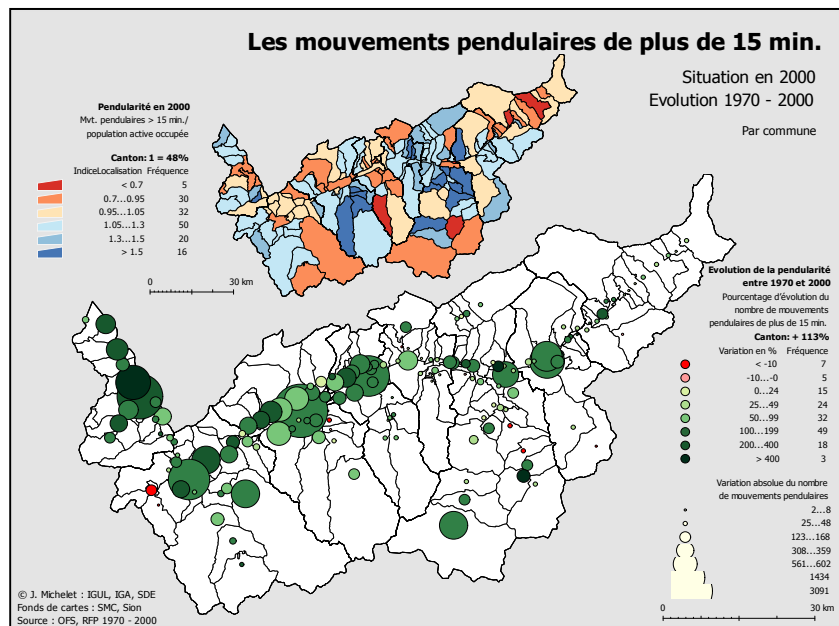 Les mouvements pendulaires de plus de 15 min.
Situation en 2000
Evolution 1970 - 2000
Par commune
Pendularité en 2000
Mvt. pendulaires > 15 min./
population active occupée
Canton: 1 = 48%
IndiceLocalisation Fréquence
< 0.7 5
0.7...0.95 30
0.95...1.05 32
1.05...1.3 50
1.3...1.5 20
> 1.5 16
0 30 km
Evolution de la pendularité
entre 1970 et 2000
Pourcentage d'évolution du
nombre de mouvements
pendulaires de plus de 15 min.
Canton: + 113%
Variation en % Fréquence
< -10 7
-10...-0 5
0...24 15
25...49 24
50...99 32
100...199 49
200...400 18
> 400 3
Variation absolue du nombre
de mouvements pendulaires
2...8
25...48
123...168
308...359
561...602
1434
3091
0 30 km
© J. Michelet : IGUL, IGA, SDE
Fonds de cartes : SMC, Sion
Source : OFS, RFP 1970 - 2000